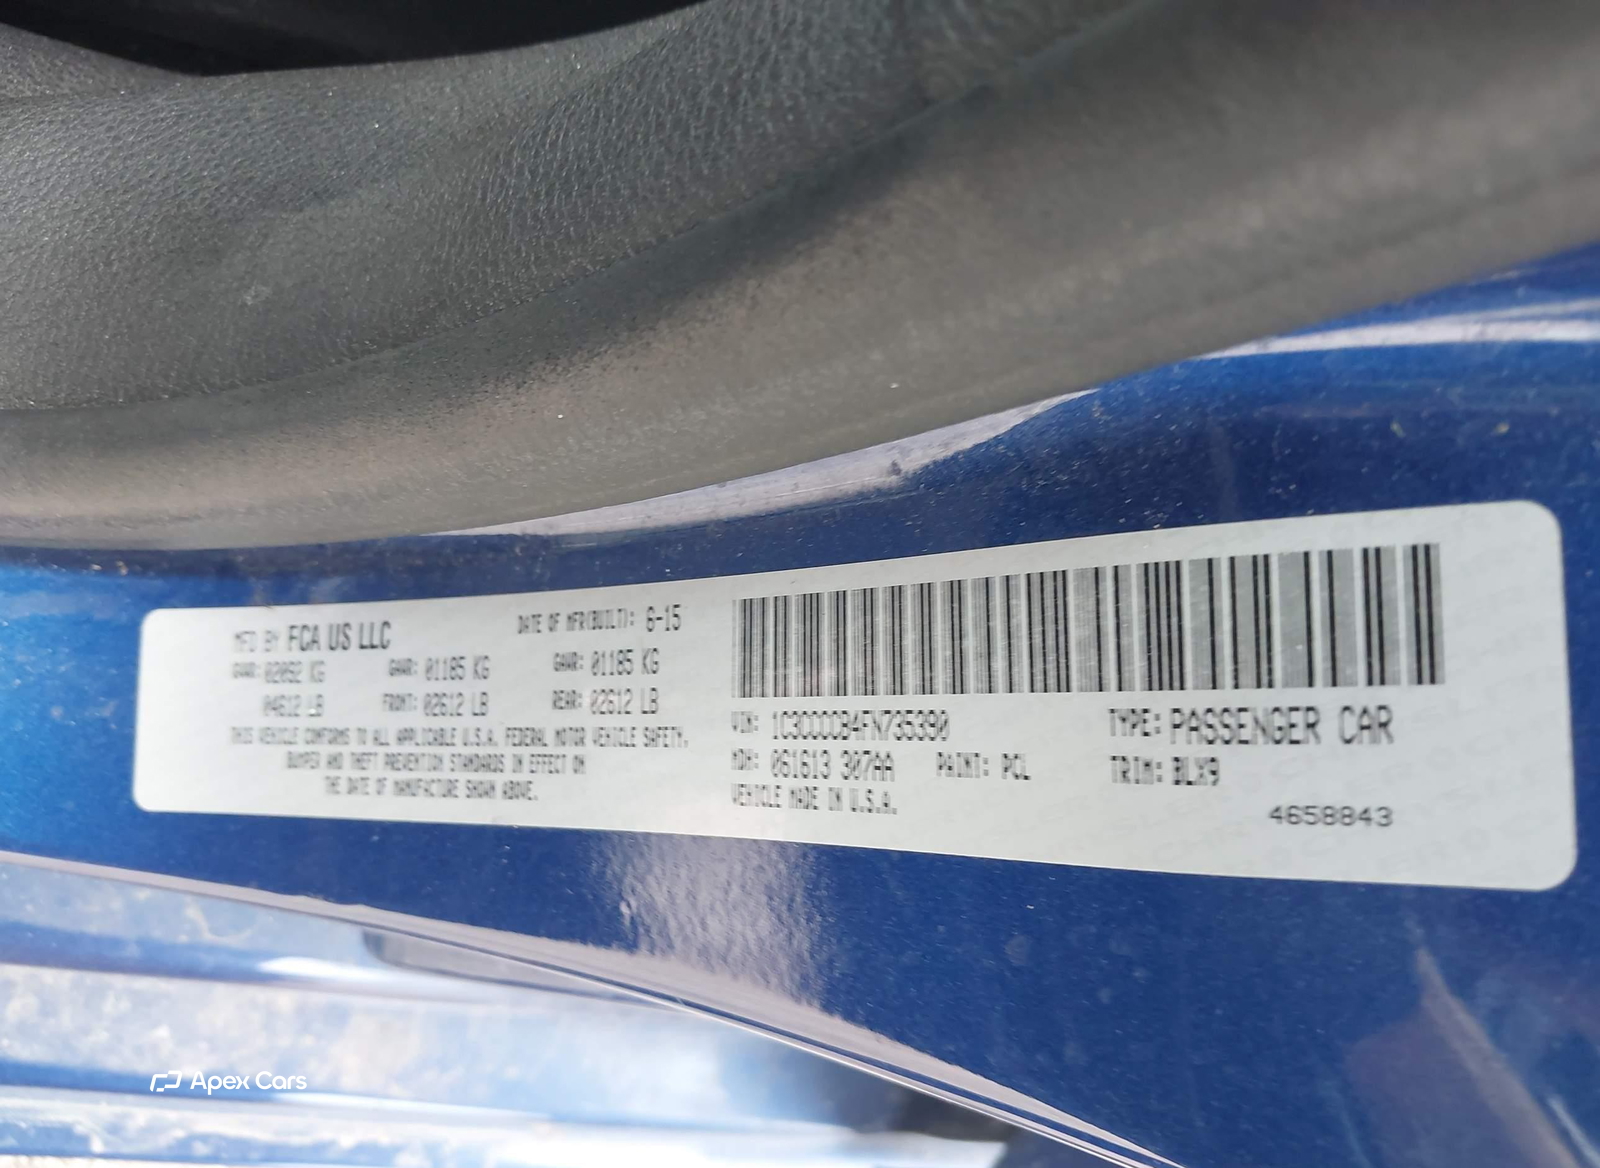 MFD BY FCA US LLC
DATE OF MFR(BUILT): 6-15
GVWR: 02092 KG
GAWR: 01185 KG
GAWR: 01185 KG
04612 LB
FRONT: 02612 LB
REAR: 02612 LB
THIS VEHICLE CONFORMS TO ALL APPLICABLE U.S.A. FEDERAL MOTOR VEHICLE SAFETY,
BUMPER AND THEFT PREVENTION STANDARDS IN EFFECT ON
THE DATE OF MANUFACTURE SHOWN ABOVE.
VIN: 1C3CCCCB4FN735390
TYPE: PASSENGER CAR
MDH: 061613 307AA
PAINT: PCL
TRIM: BLX9
VEHICLE MADE IN U.S.A.
4658843
Apex Cars